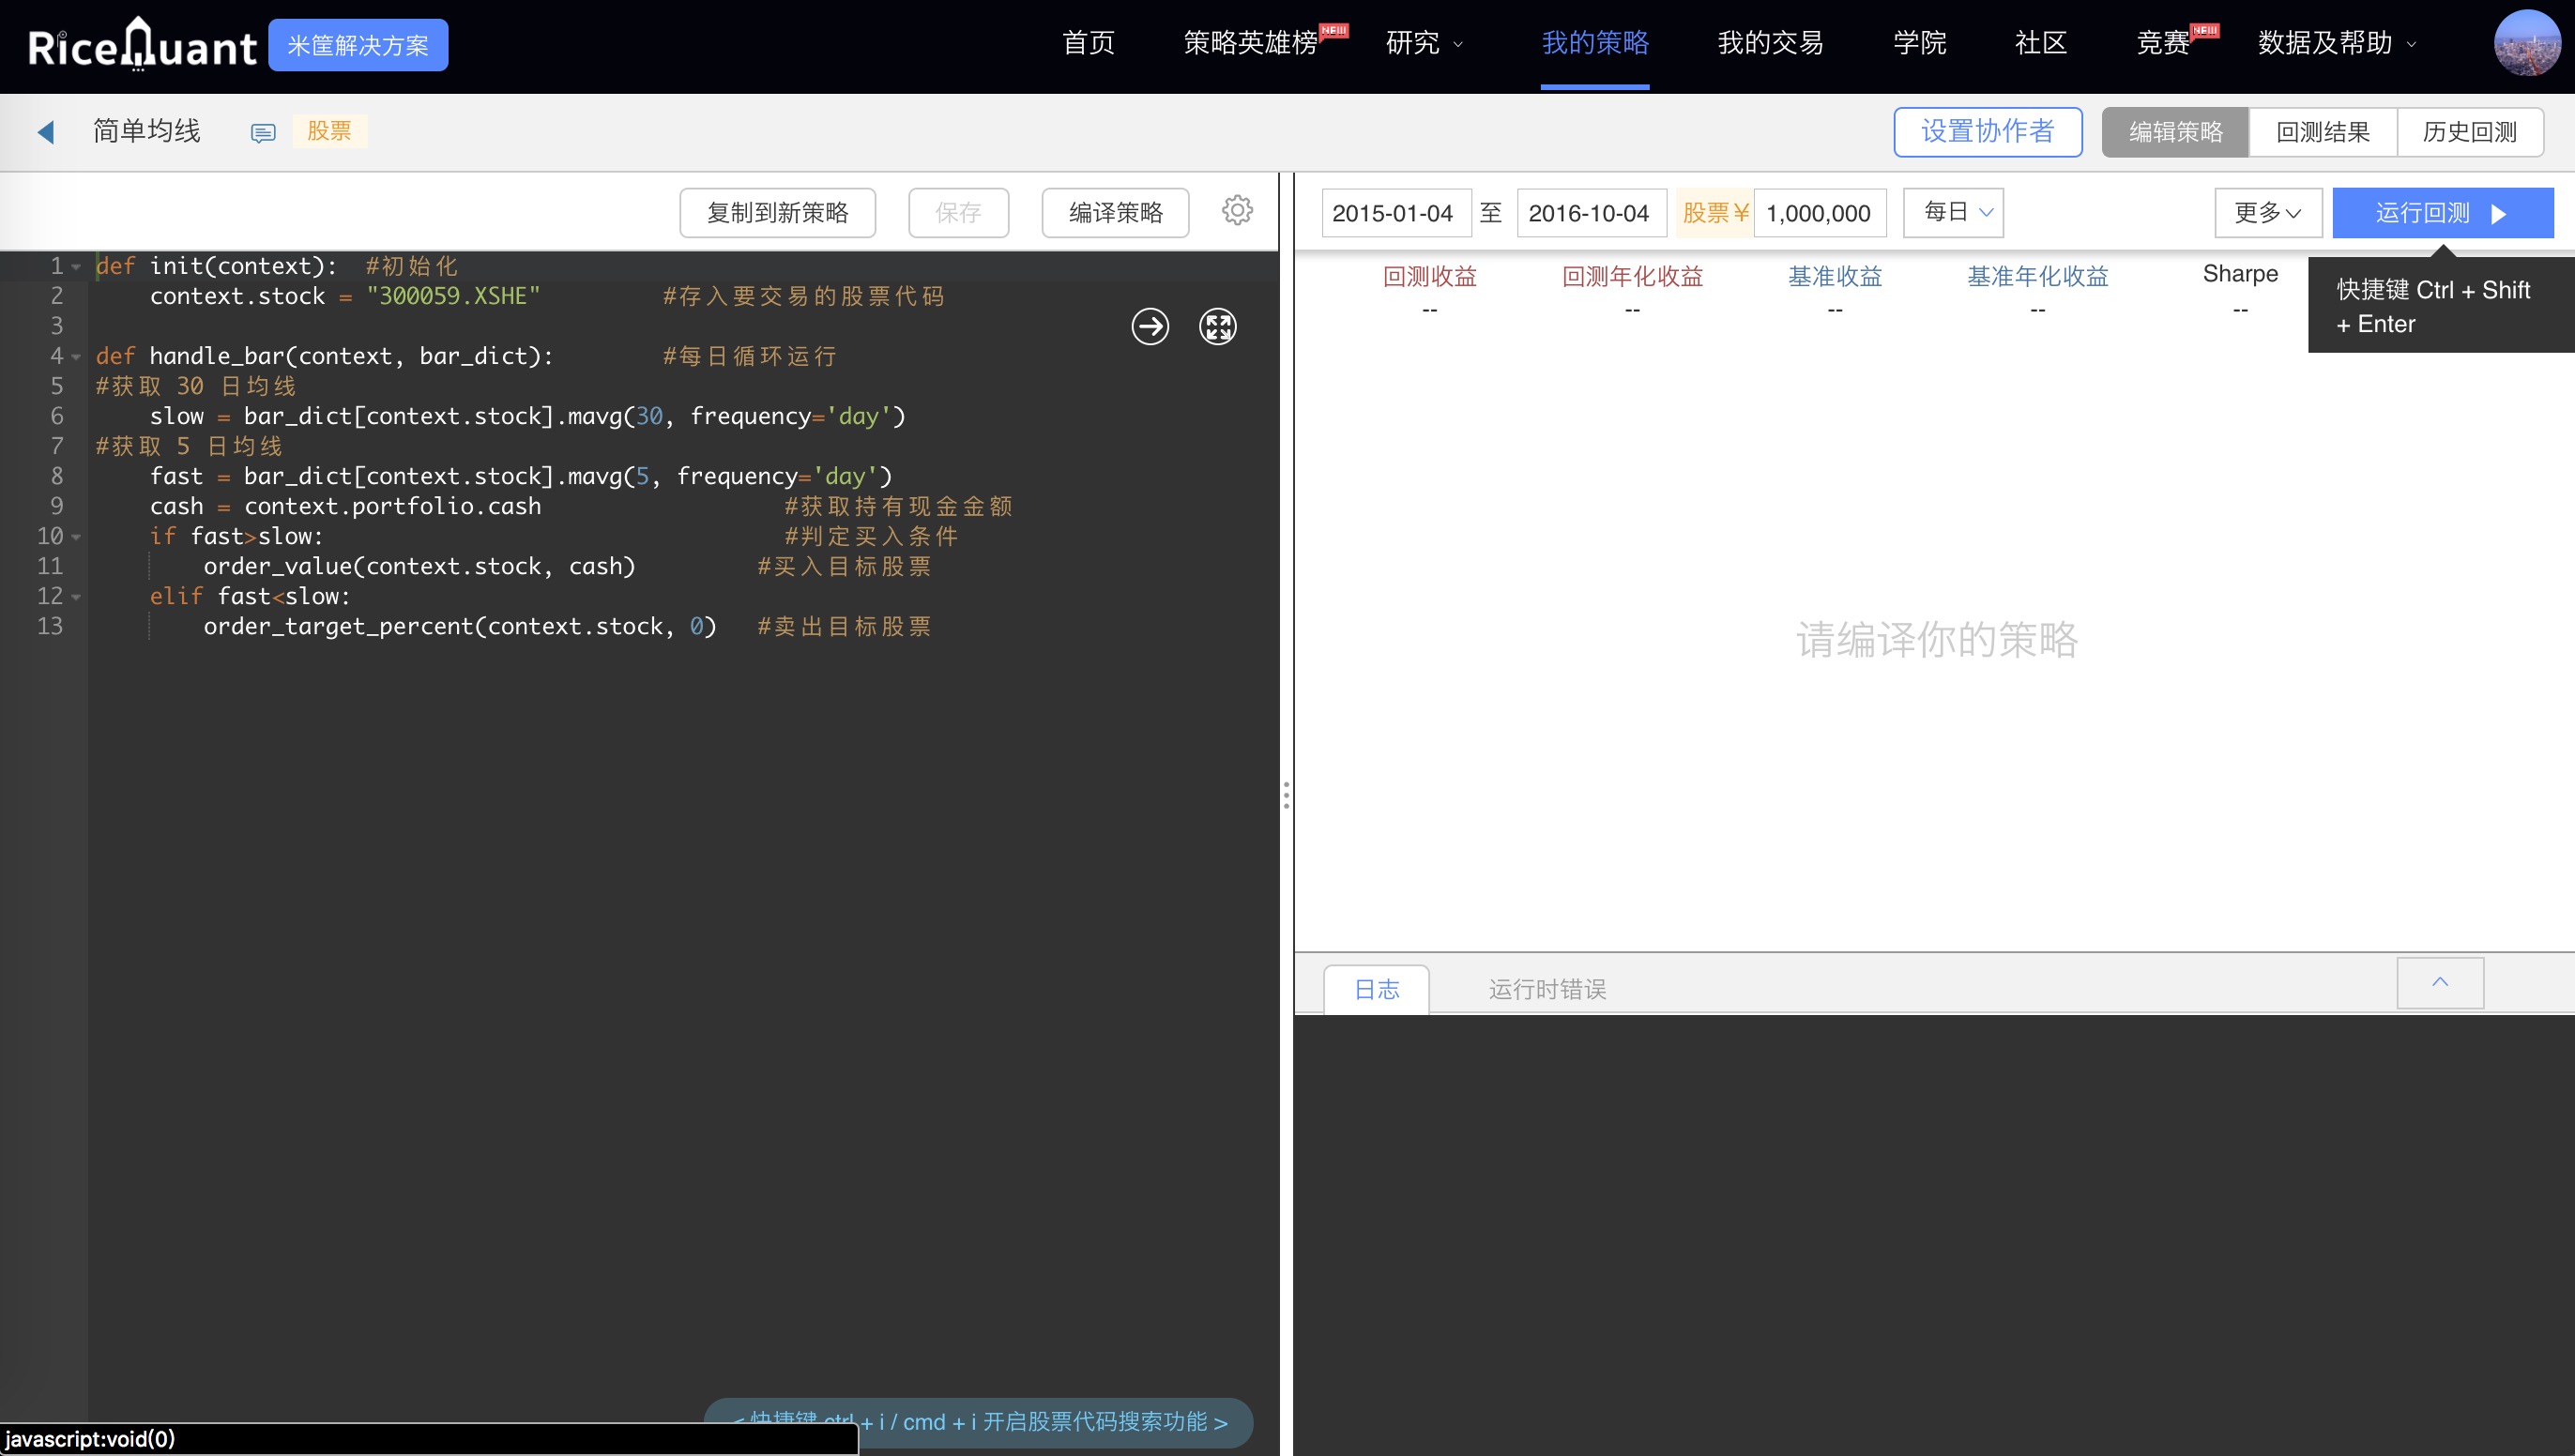 RiceQuant 米筐解决方案 首页 策略英雄榜 NEW 研究 我的策略 我的交易 学院 社区 竞赛 NEW 数据及帮助
简单均线 股票 设置协作者 编辑策略 回测结果 历史回测
复制到新策略 保存 编译策略
2015-01-04 至 2016-10-04 股票¥ 1,000,000 每日 更多 运行回测
1 def init(context):  #初始化
2     context.stock = "300059.XSHE"         #存入要交易的股票代码
3
4 def handle_bar(context, bar_dict):        #每日循环运行
5 #获取 30 日均线
6     slow = bar_dict[context.stock].mavg(30, frequency='day')
7 #获取 5 日均线
8     fast = bar_dict[context.stock].mavg(5, frequency='day')
9     cash = context.portfolio.cash                  #获取持有现金金额
10     if fast>slow:                                  #判定买入条件
11         order_value(context.stock, cash)         #买入目标股票
12     elif fast<slow:
13         order_target_percent(context.stock, 0)   #卖出目标股票
< 快捷键 ctrl + i / cmd + i 开启股票代码搜索功能 >
javascript:void(0)
回测收益 回测年化收益 基准收益 基准年化收益 Sharpe
-- -- -- -- --
快捷键 Ctrl + Shift
+ Enter
请编译你的策略
日志 运行时错误